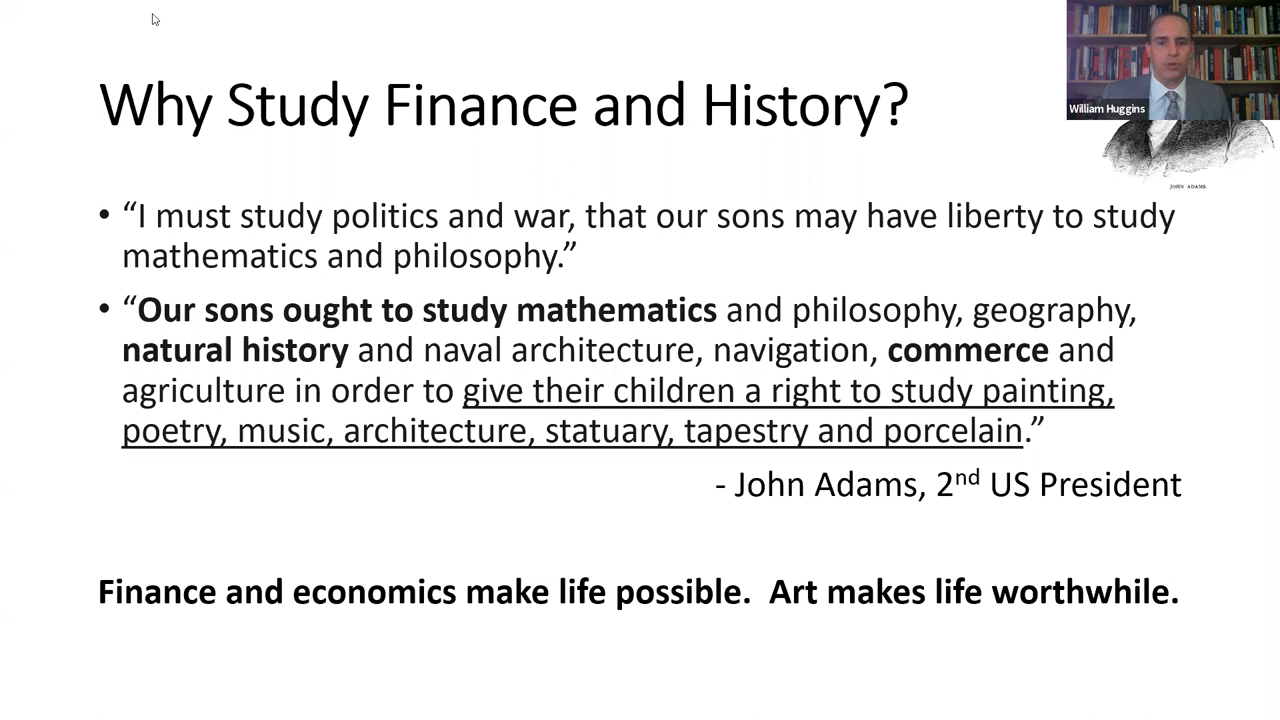 Why Study Finance and History?
William Huggins
JOHN ADAMS
• “I must study politics and war, that our sons may have liberty to study
mathematics and philosophy.”
• “Our sons ought to study mathematics and philosophy, geography,
natural history and naval architecture, navigation, commerce and
agriculture in order to give their children a right to study painting,
poetry, music, architecture, statuary, tapestry and porcelain.”
- John Adams, 2nd US President
Finance and economics make life possible.  Art makes life worthwhile.